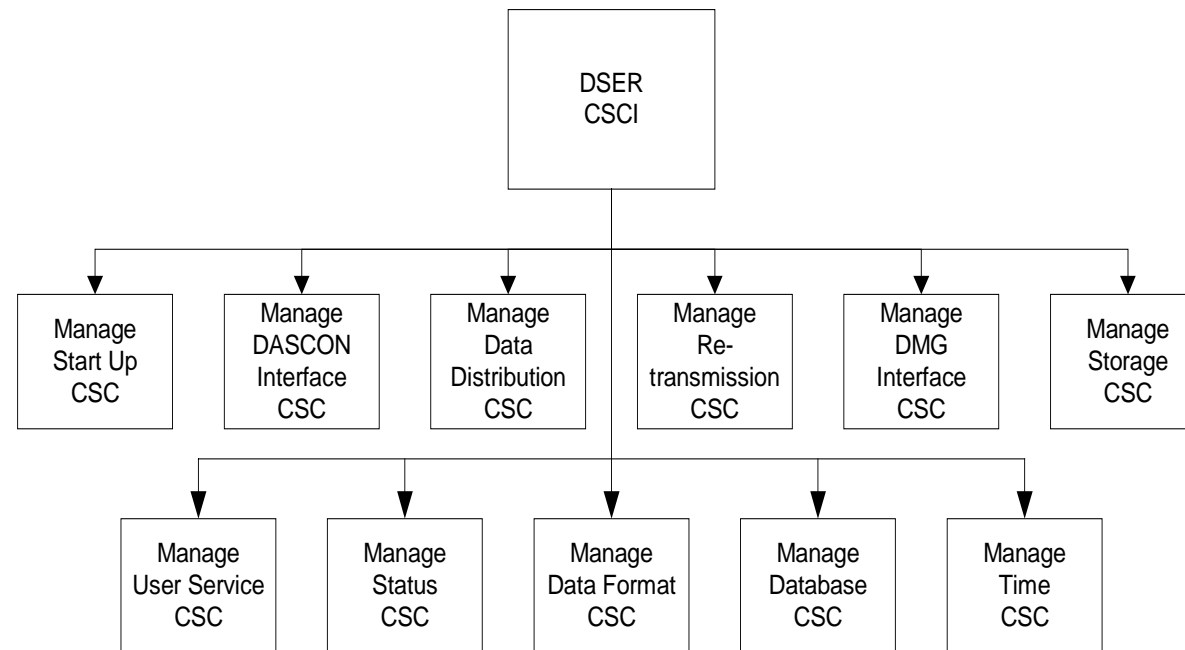 DSER
CSCI
Manage
Start Up
CSC
Manage
DASCON
Interface
CSC
Manage
Data
Distribution
CSC
Manage
Re-
transmission
CSC
Manage
DMG
Interface
CSC
Manage
Storage
CSC
Manage
User Service
CSC
Manage
Status
CSC
Manage
Data Format
CSC
Manage
Database
CSC
Manage
Time
CSC